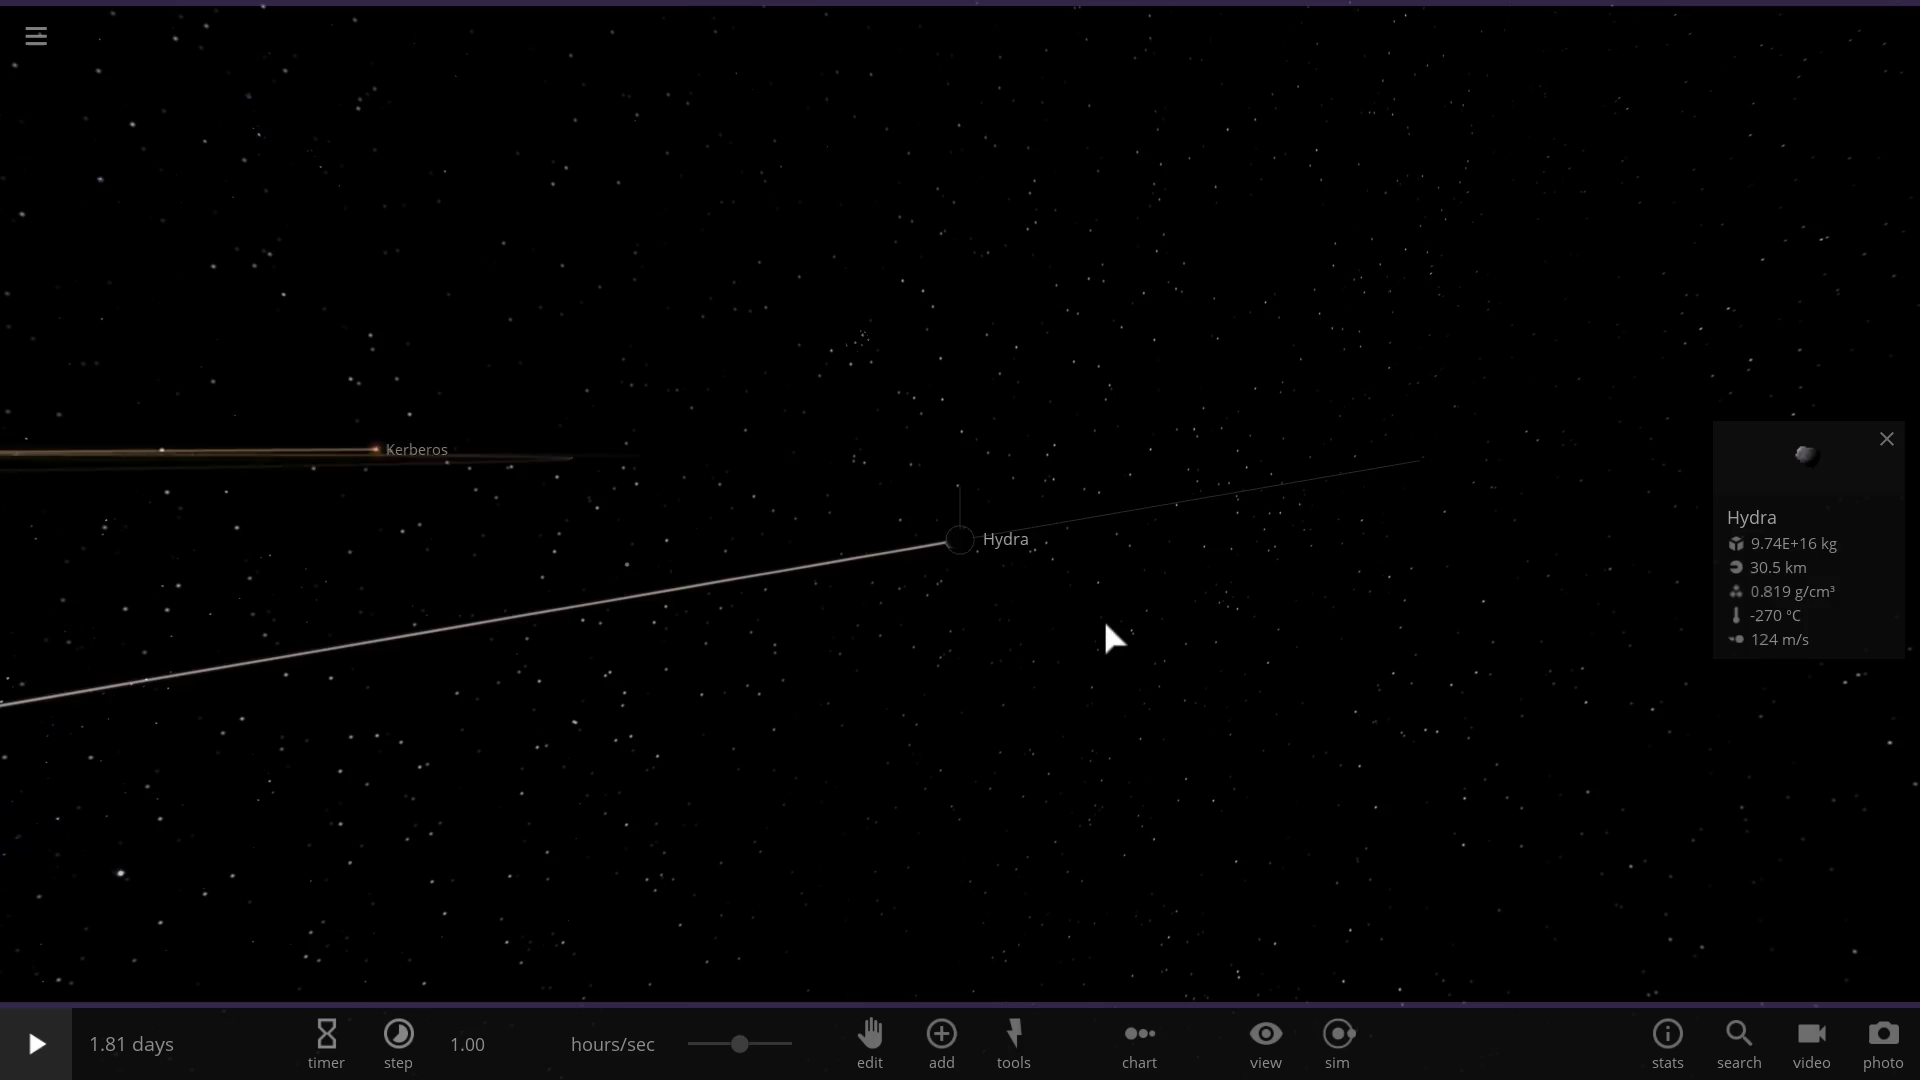 Kerberos
Hydra
Hydra
9.74E+16 kg
30.5 km
0.819 g/cm³
-270 °C
124 m/s
1.81 days
timer
step
1.00
hours/sec
edit
add
tools
chart
view
sim
stats
search
video
photo